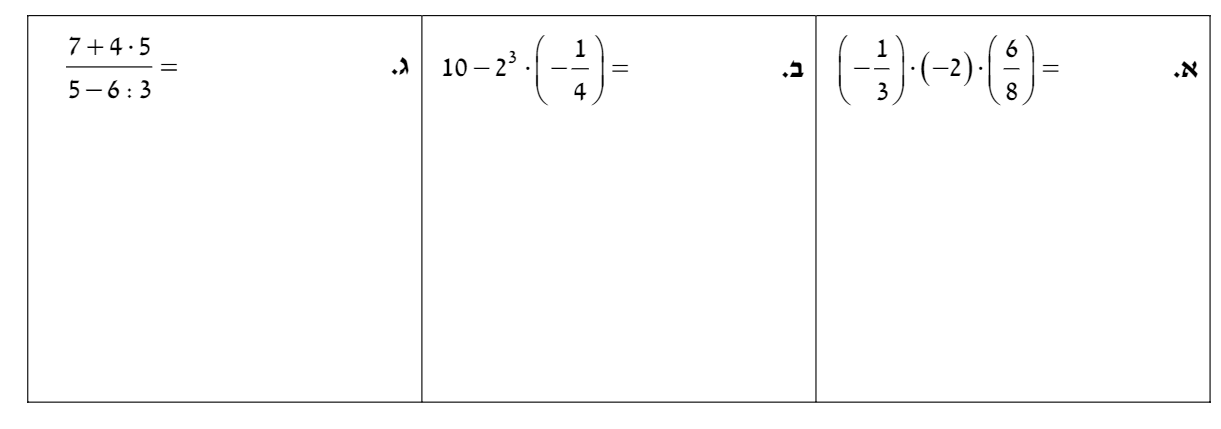 א. (-1/3)·(-2)·(6/8)=
ב. 10-2³·(-1/4)=
ג. (7+4·5)/(5-6:3)=